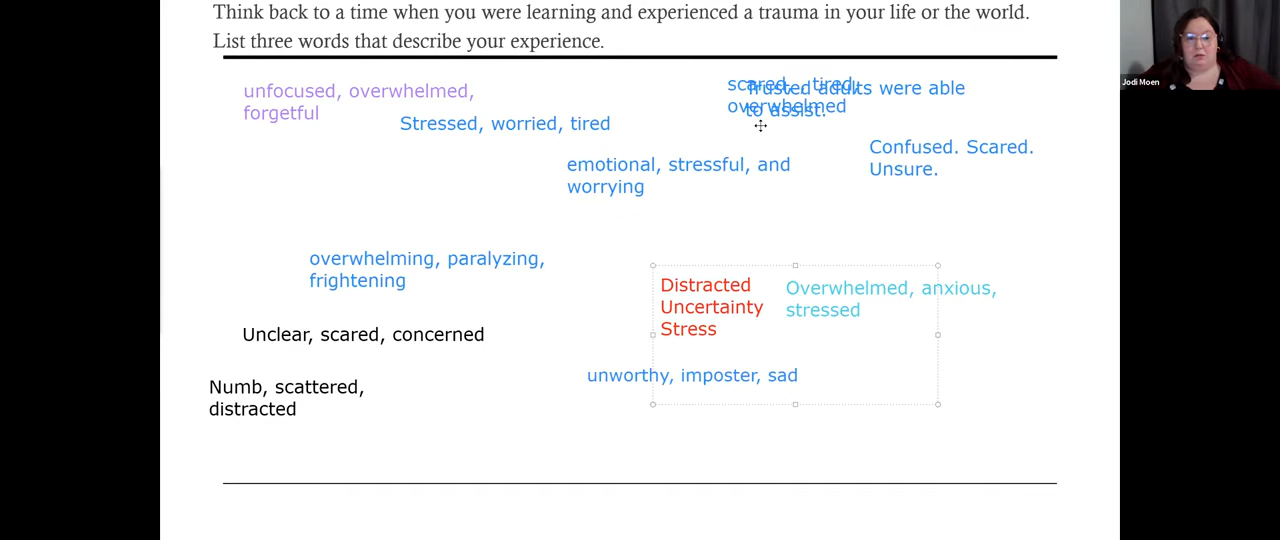 Think back to a time when you were learning and experienced a trauma in your life or the world.
List three words that describe your experience.
unfocused, overwhelmed,
forgetful
Stressed, worried, tired
scared, tired,
overwhelmed
Trusted adults were able
to assist.
emotional, stressful, and
worrying
Confused. Scared.
Unsure.
overwhelming, paralyzing,
frightening
Distracted
Uncertainty
Stress
Overwhelmed, anxious,
stressed
Unclear, scared, concerned
unworthy, imposter, sad
Numb, scattered,
distracted
Jodi Moen